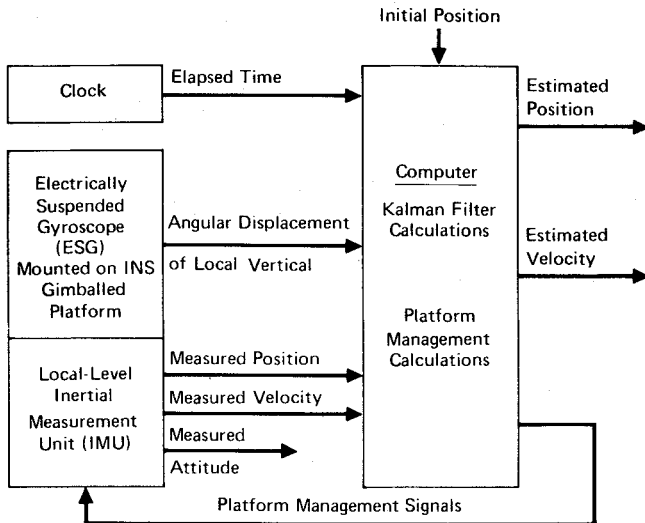 Initial Position
Clock
Elapsed Time
Estimated
Position
Electrically
Suspended
Gyroscope
(ESG)
Mounted on INS
Gimballed
Platform
Angular Displacement
of Local Vertical
Computer
Kalman Filter
Calculations
Platform
Management
Calculations
Estimated
Velocity
Local-Level
Inertial
Measurement
Unit (IMU)
Measured Position
Measured Velocity
Measured
Attitude
Platform Management Signals